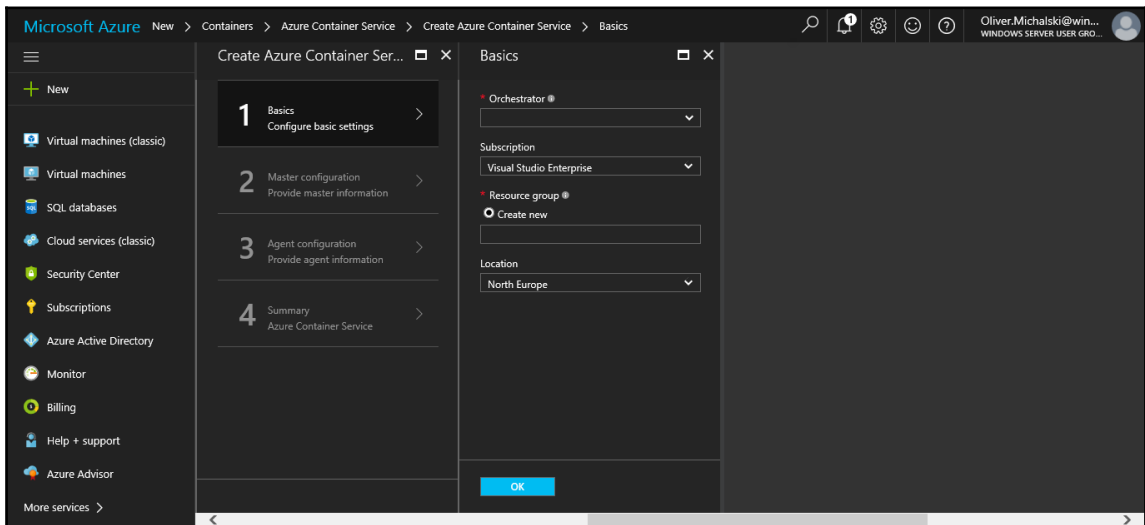 Microsoft Azure New > Containers > Azure Container Service > Create Azure Container Service > Basics
1
Oliver.Michalski@win...
WINDOWS SERVER USER GRO...
New
Virtual machines (classic)
Virtual machines
SQL databases
Cloud services (classic)
Security Center
Subscriptions
Azure Active Directory
Monitor
Billing
Help + support
Azure Advisor
More services >
Create Azure Container Ser...
1 Basics
Configure basic settings
2 Master configuration
Provide master information
3 Agent configuration
Provide agent information
4 Summary
Azure Container Service
Basics
* Orchestrator
Subscription
Visual Studio Enterprise
* Resource group
Create new
Location
North Europe
OK